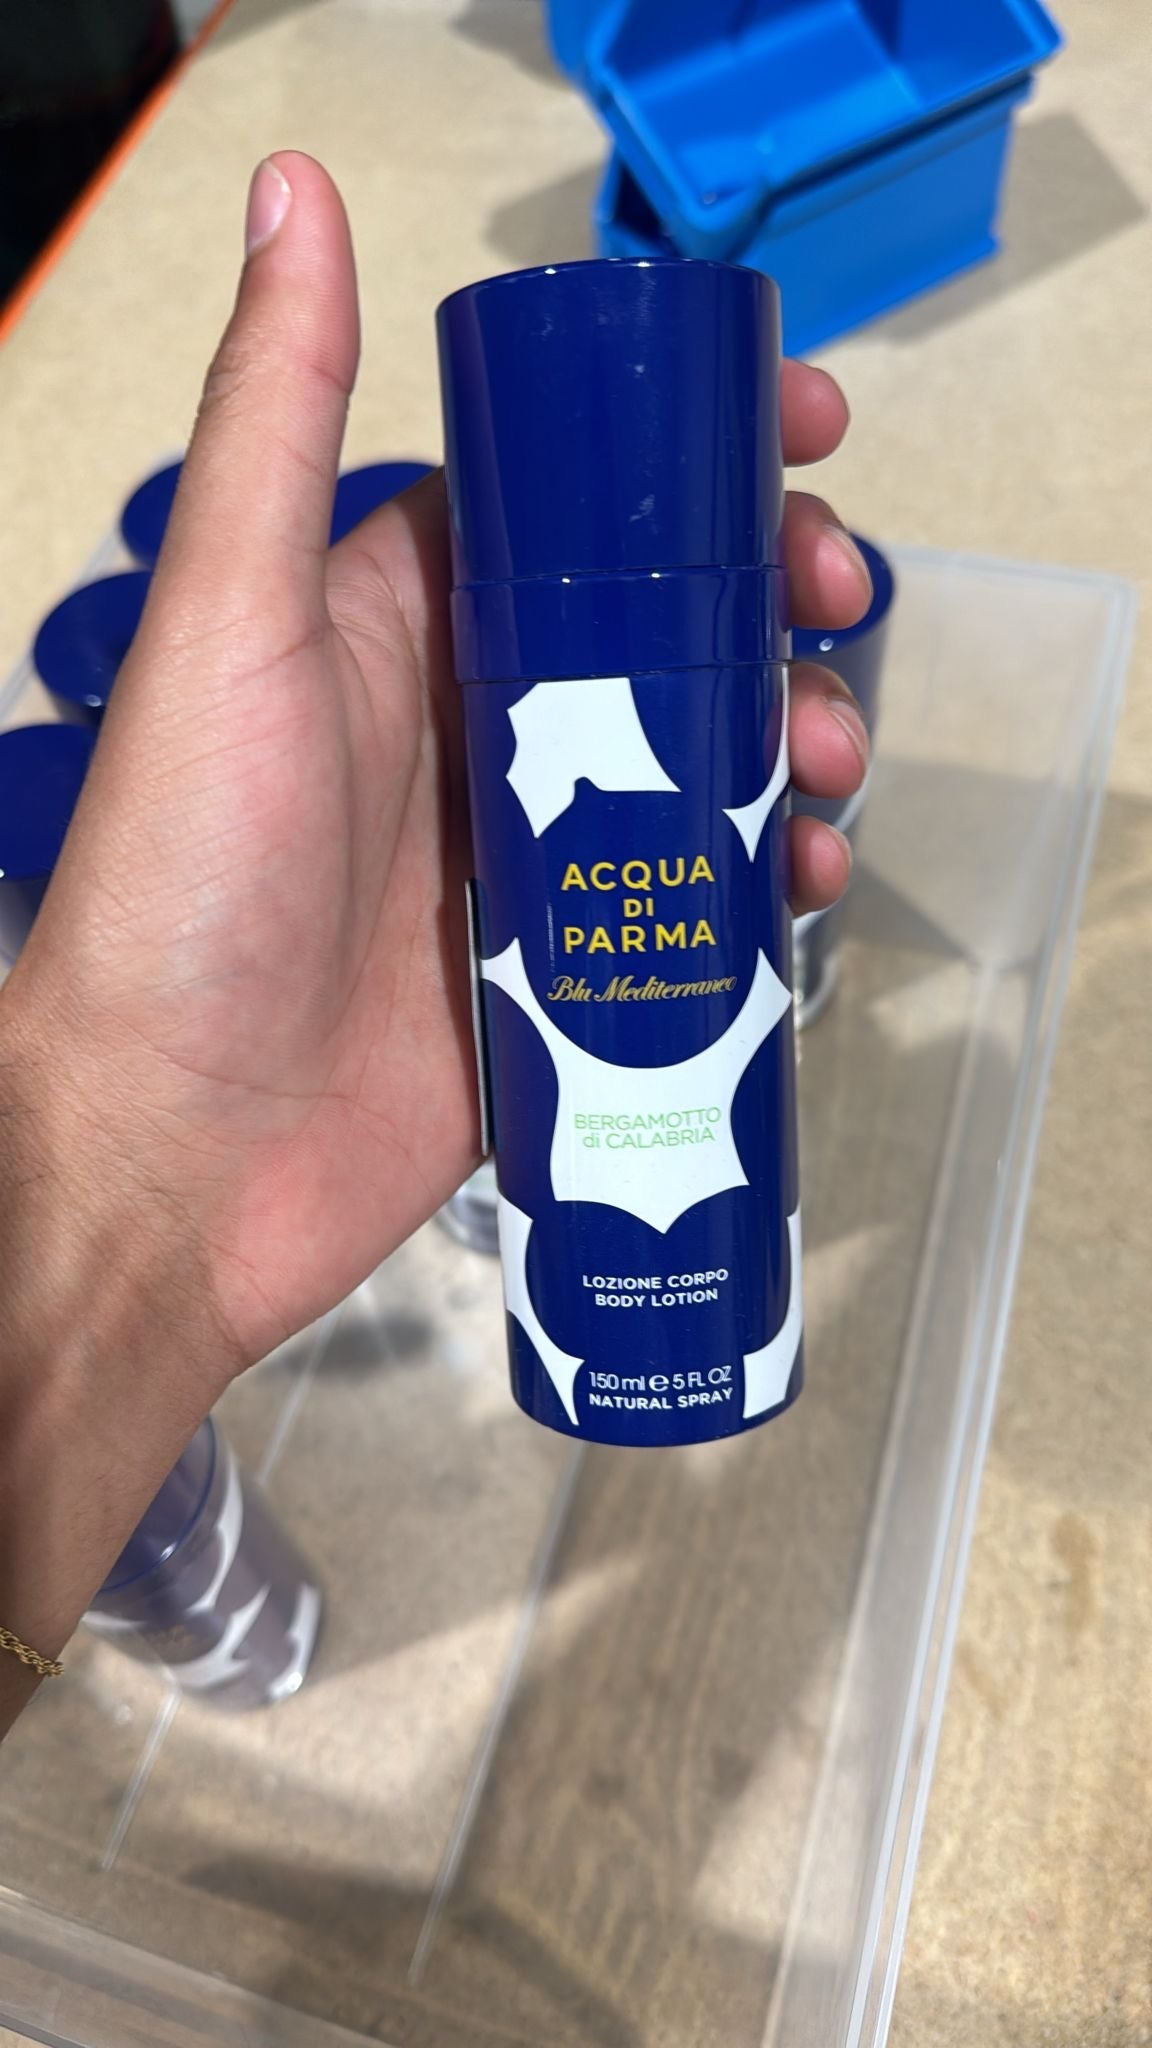 ACQUA
DI
PARMA
Blu Mediterraneo
BERGAMOTTO
di CALABRIA
LOZIONE CORPO
BODY LOTION
150 ml e 5 FL OZ
NATURAL SPRAY